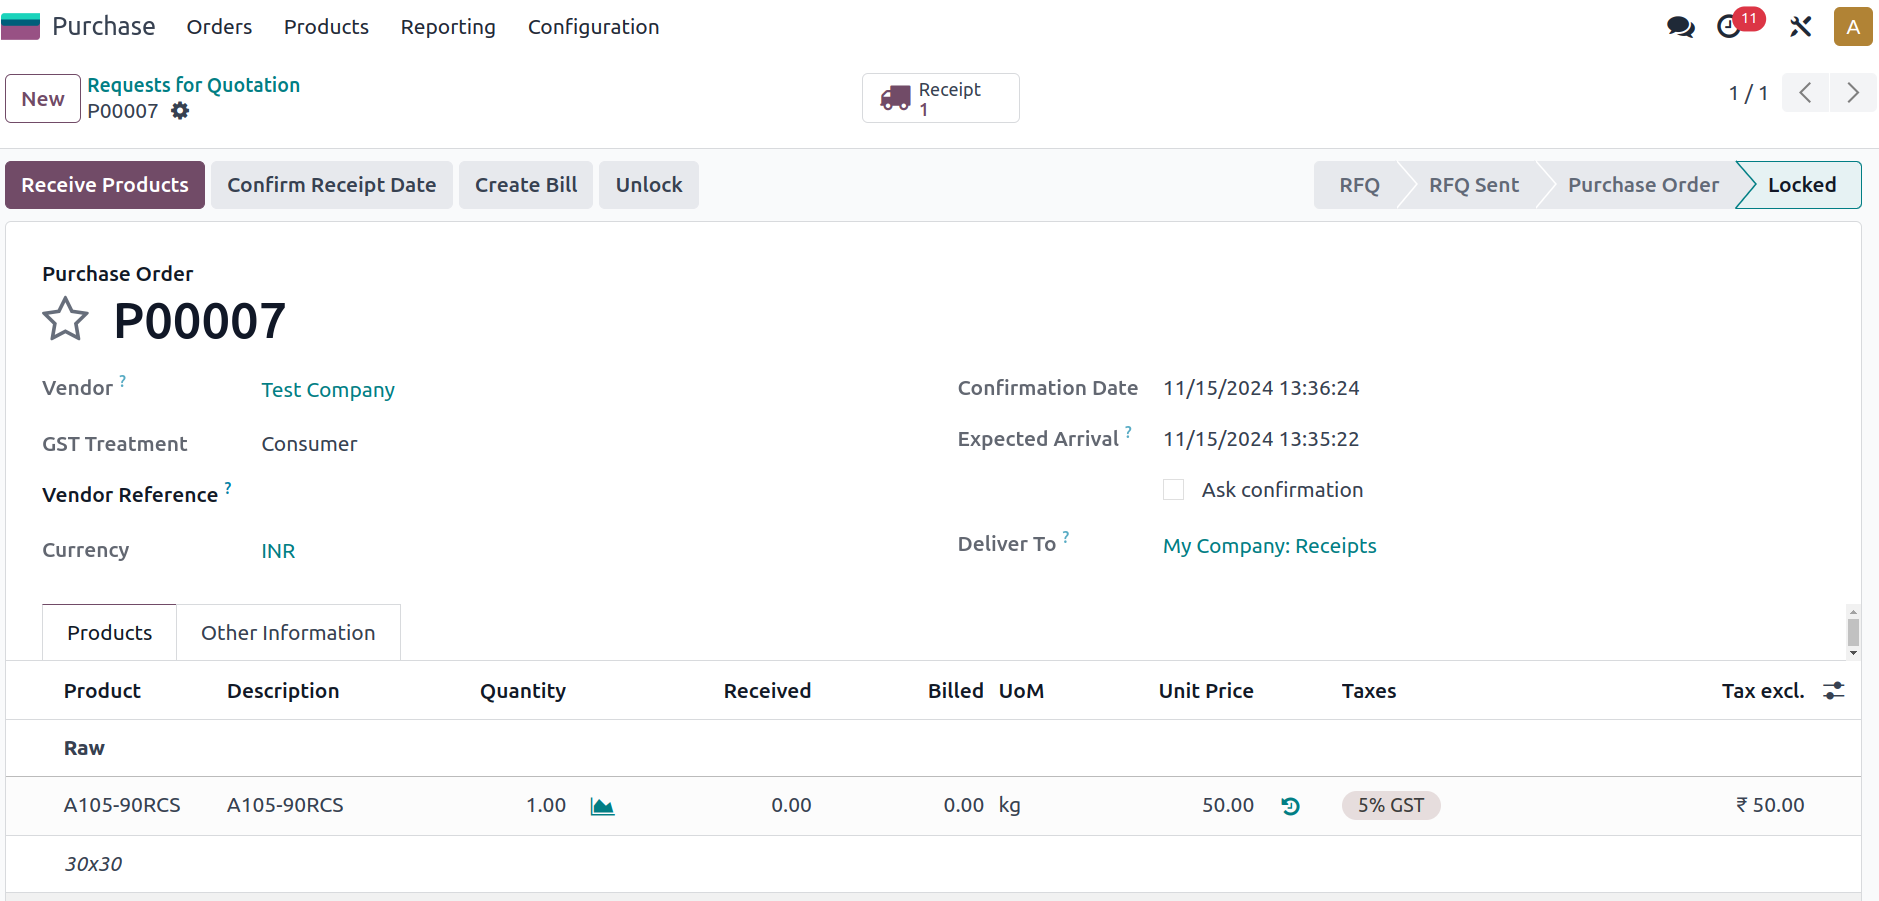 Purchase Orders Products Reporting Configuration 11 A
New Requests for Quotation
P00007
Receipt
1
1 / 1
Receive Products Confirm Receipt Date Create Bill Unlock RFQ RFQ Sent Purchase Order Locked
Purchase Order
P00007
Vendor ? Test Company
GST Treatment Consumer
Vendor Reference ?
Currency INR
Confirmation Date 11/15/2024 13:36:24
Expected Arrival ? 11/15/2024 13:35:22
Ask confirmation
Deliver To ? My Company: Receipts
Products Other Information
Product Description Quantity Received Billed UoM Unit Price Taxes Tax excl.
Raw
A105-90RCS A105-90RCS 1.00 0.00 0.00 kg 50.00 5% GST ₹ 50.00
30x30